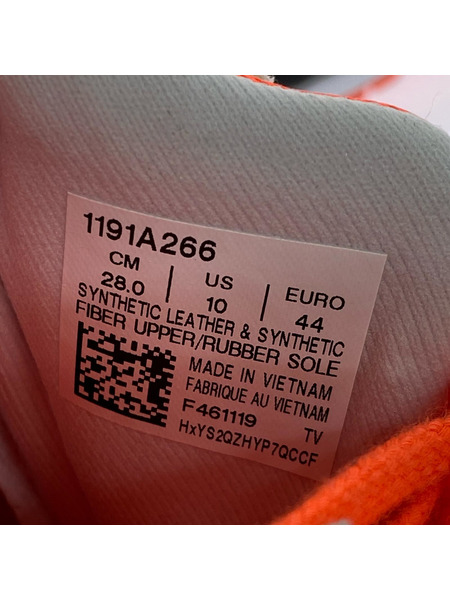 1191A266
CM US EURO
28.0 10 44
SYNTHETIC LEATHER & SYNTHETIC
FIBER UPPER/RUBBER SOLE
MADE IN VIETNAM
FABRIQUE AU VIETNAM
F461119 TV
HxYS2QZHYP7QCCF